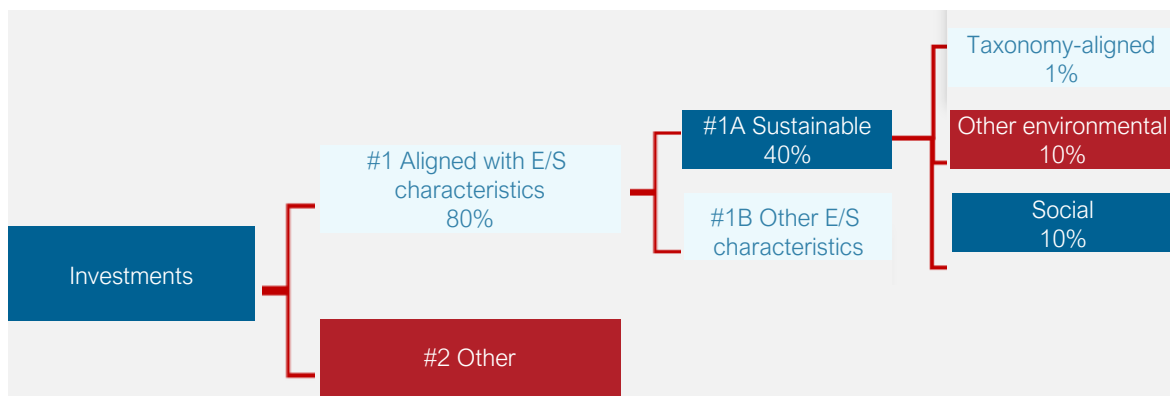 Investments
#1 Aligned with E/S
characteristics
80%
#2 Other
#1A Sustainable
40%
#1B Other E/S
characteristics
Taxonomy-aligned
1%
Other environmental
10%
Social
10%